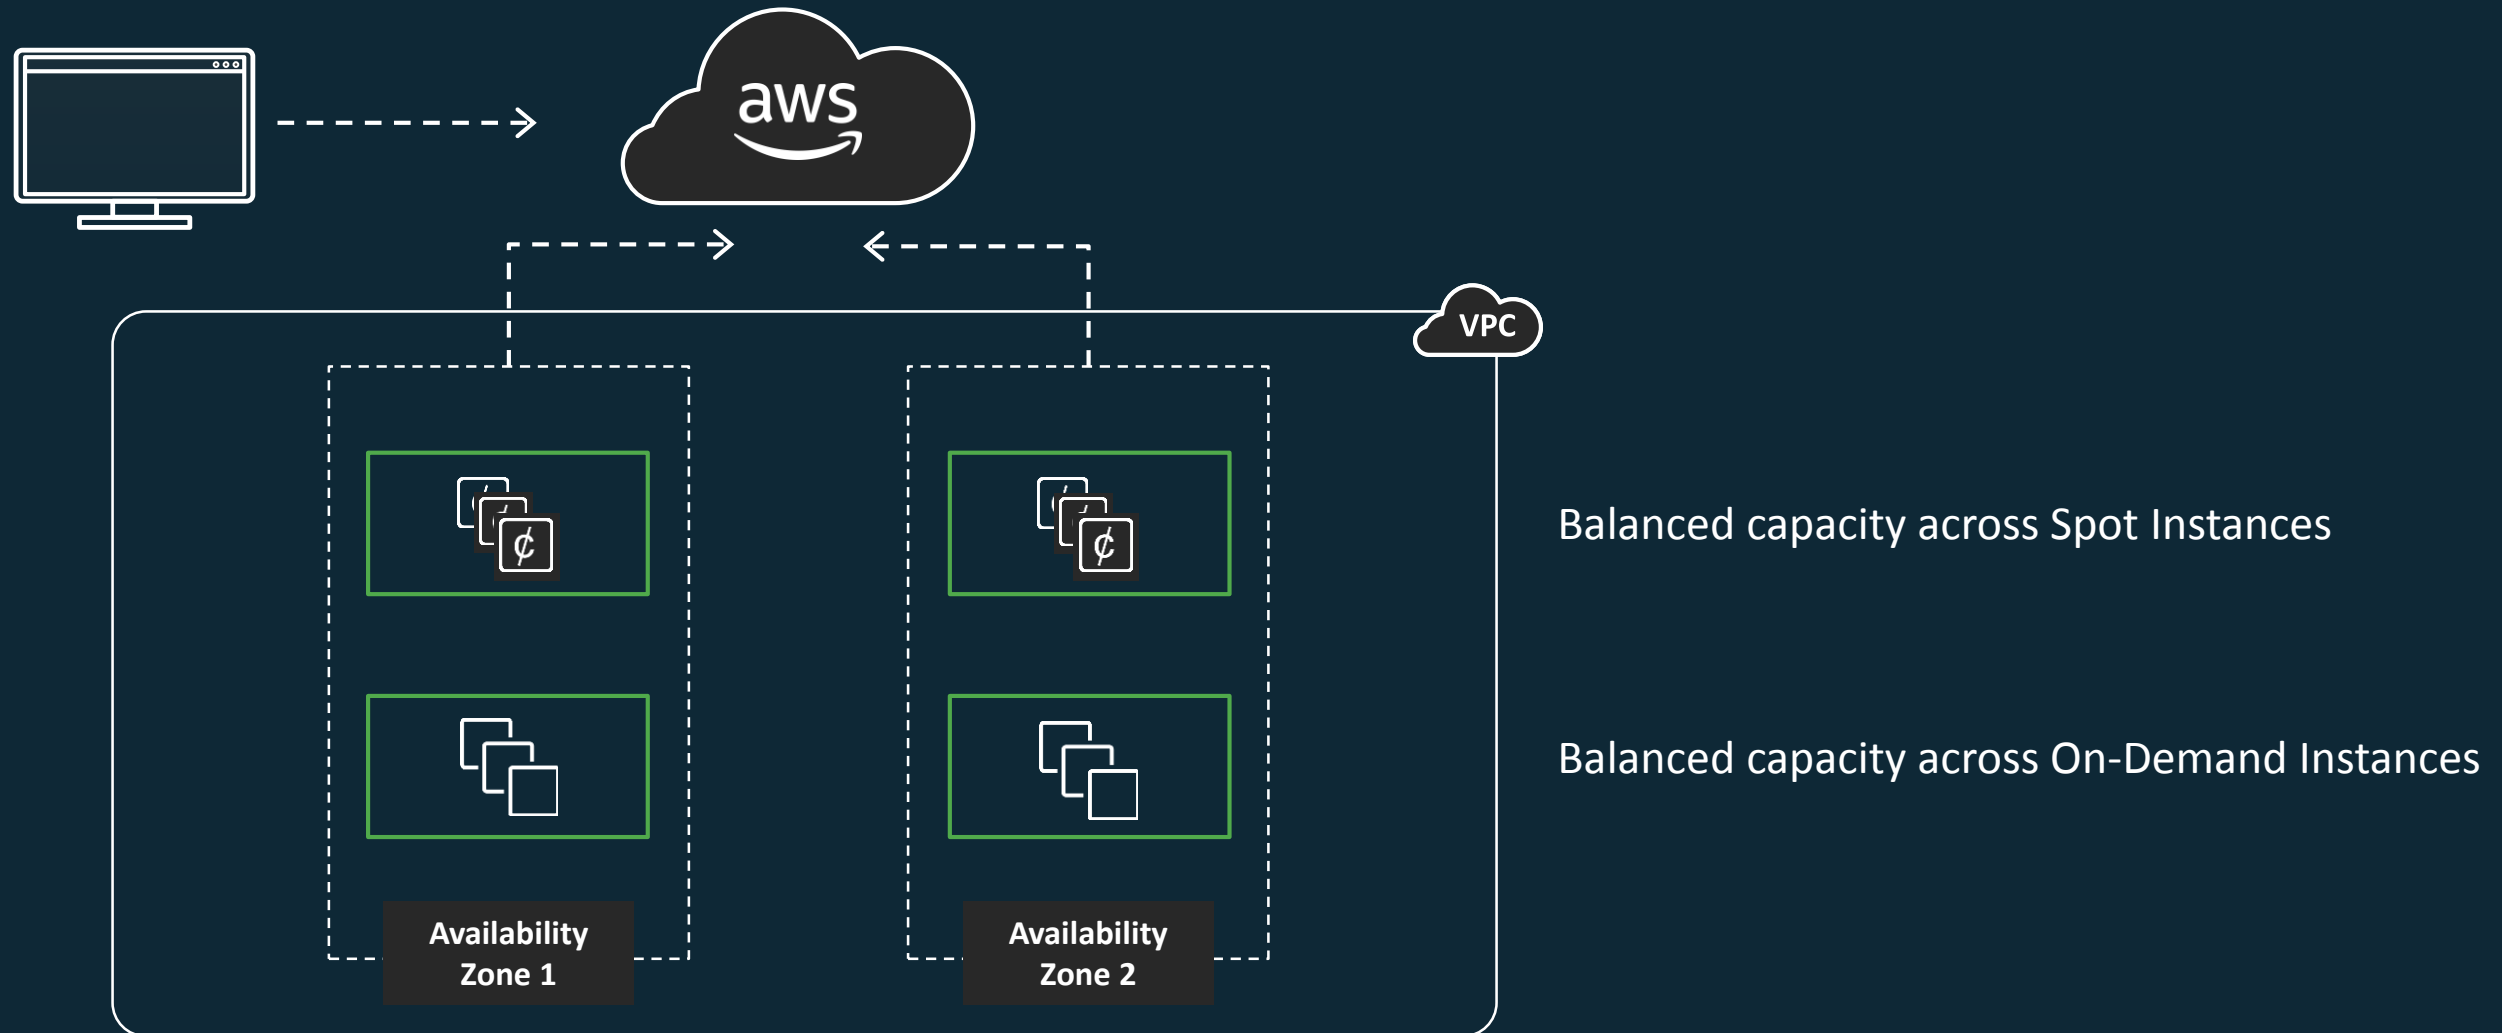 aws
VPC
¢
¢
Balanced capacity across Spot Instances
Balanced capacity across On-Demand Instances
Availability
Zone 1
Availability
Zone 2